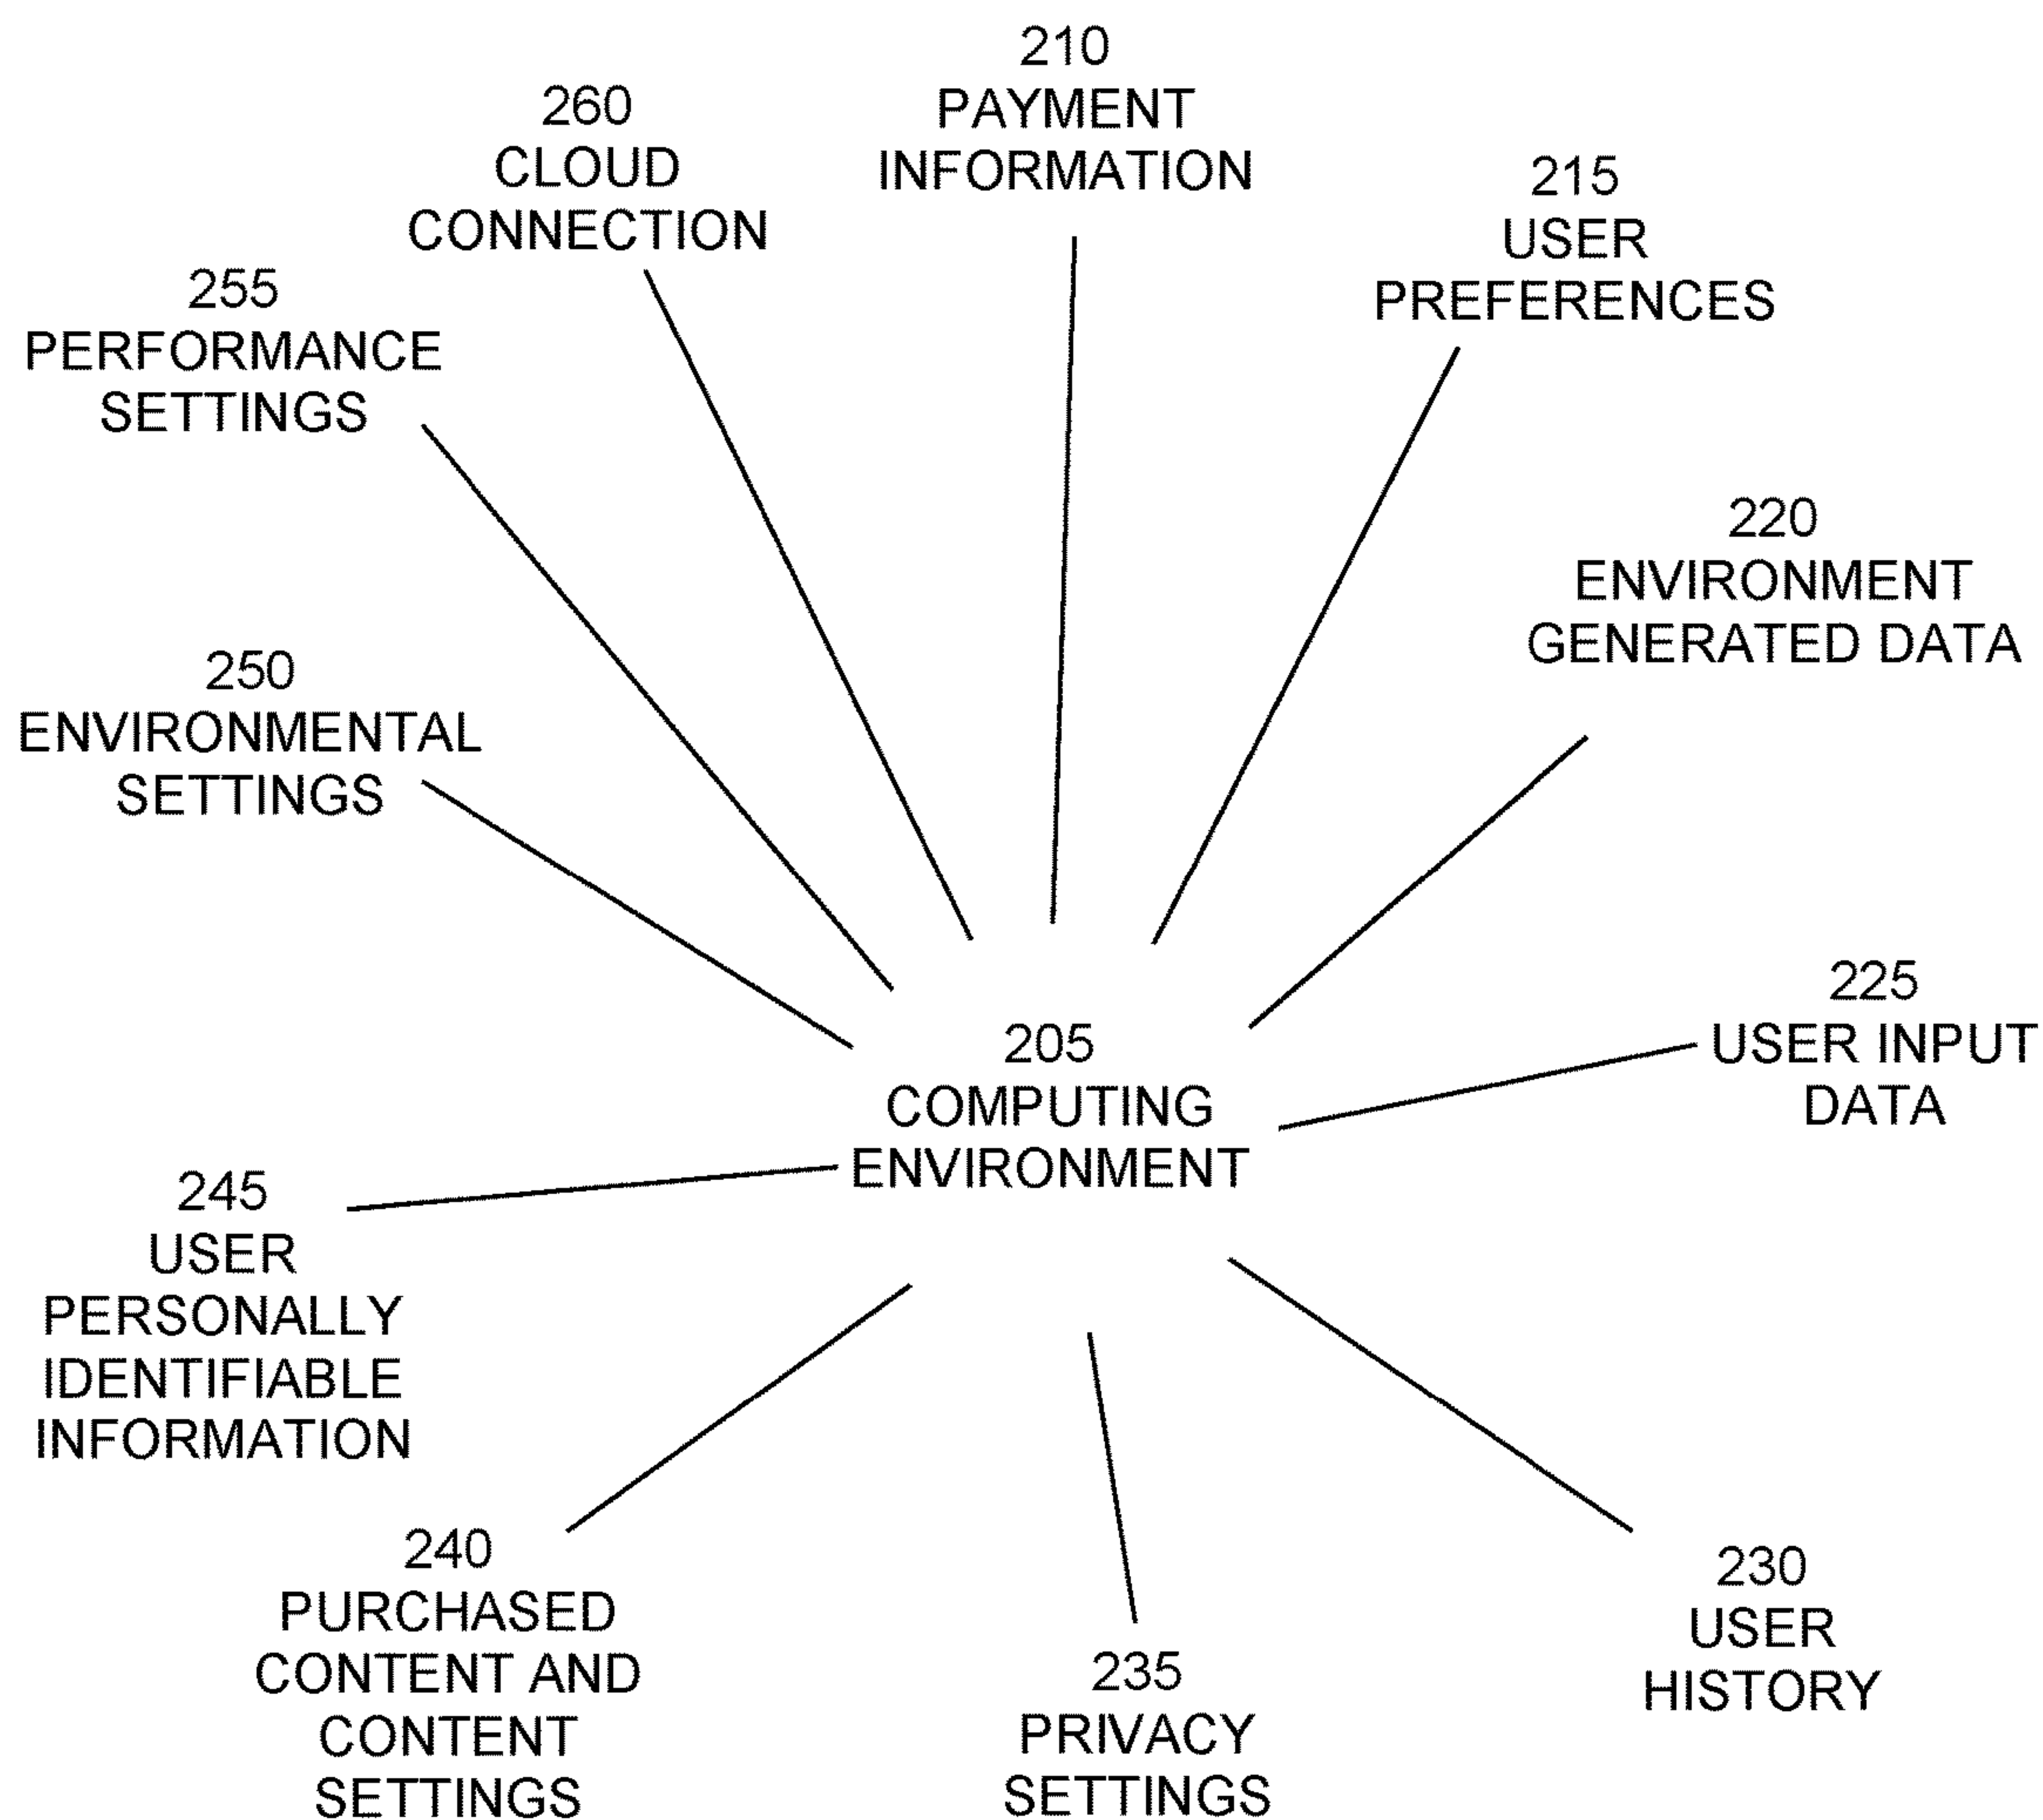 210
PAYMENT
INFORMATION
260
CLOUD
CONNECTION
215
USER
PREFERENCES
255
PERFORMANCE
SETTINGS
220
ENVIRONMENT
GENERATED DATA
250
ENVIRONMENTAL
SETTINGS
225
USER INPUT
DATA
205
COMPUTING
ENVIRONMENT
245
USER
PERSONALLY
IDENTIFIABLE
INFORMATION
240
PURCHASED
CONTENT AND
CONTENT
SETTINGS
235
PRIVACY
SETTINGS
230
USER
HISTORY